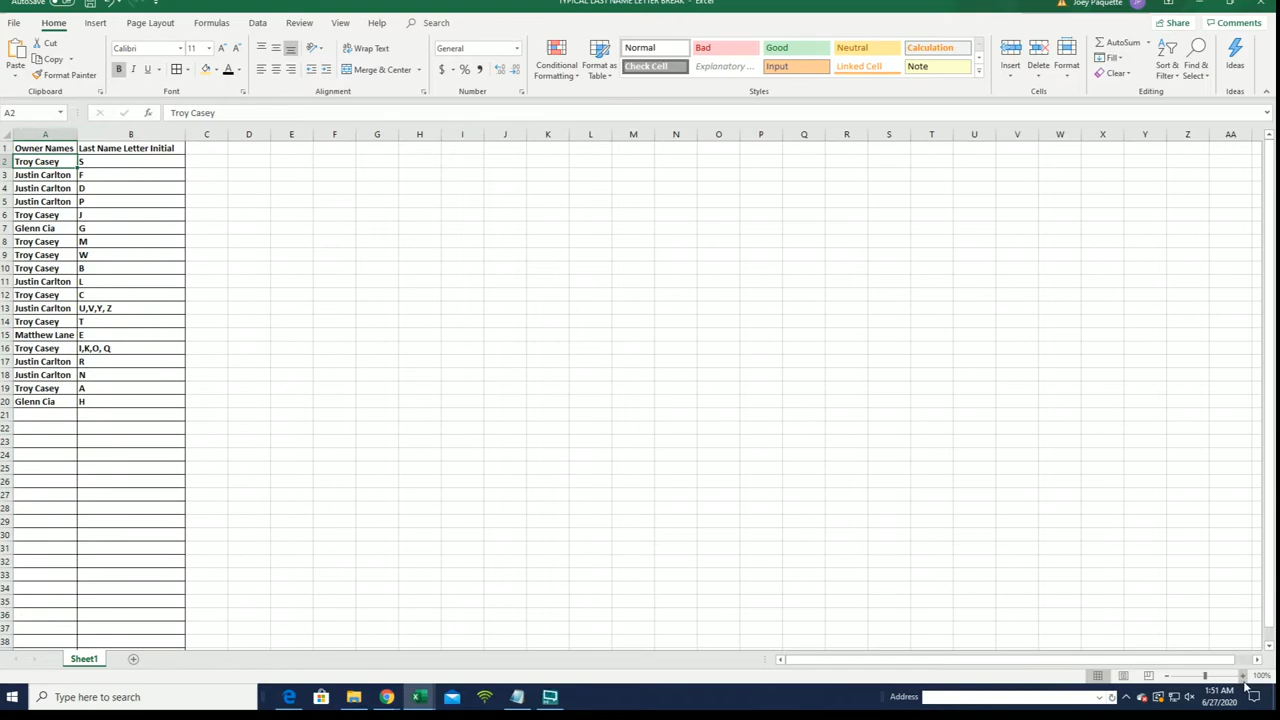 AutoSave TYPICAL LAST NAME LETTER BREAK - Excel Joey Paquette JP
File Home Insert Page Layout Formulas Data Review View Help Search Share Comments
Paste Cut Copy Format Painter Clipboard
Calibri 11 A A B I U A Font
Wrap Text Merge & Center Alignment
General $ % , Number
Conditional Formatting Format as Table
Normal Bad Good Neutral Calculation
Check Cell Explanatory ... Input Linked Cell Note
Styles
Insert Delete Format Cells
AutoSum Fill Clear Sort & Filter Find & Select Editing
Ideas Ideas
A2 fx Troy Casey
A B C D E F G H I J K L M N O P Q R S T U V W X Y Z AA
1 Owner Names Last Name Letter Initial
2 Troy Casey S
3 Justin Carlton F
4 Justin Carlton D
5 Justin Carlton P
6 Troy Casey J
7 Glenn Cia G
8 Troy Casey M
9 Troy Casey W
10 Troy Casey B
11 Justin Carlton L
12 Troy Casey C
13 Justin Carlton U,V,Y, Z
14 Troy Casey T
15 Matthew Lane E
16 Troy Casey I,K,O, Q
17 Justin Carlton R
18 Justin Carlton N
19 Troy Casey A
20 Glenn Cia H
21
22
23
24
25
26
27
28
29
30
31
32
33
34
35
36
37
38
Sheet1
100%
Type here to search Address 1:51 AM
6/27/2020